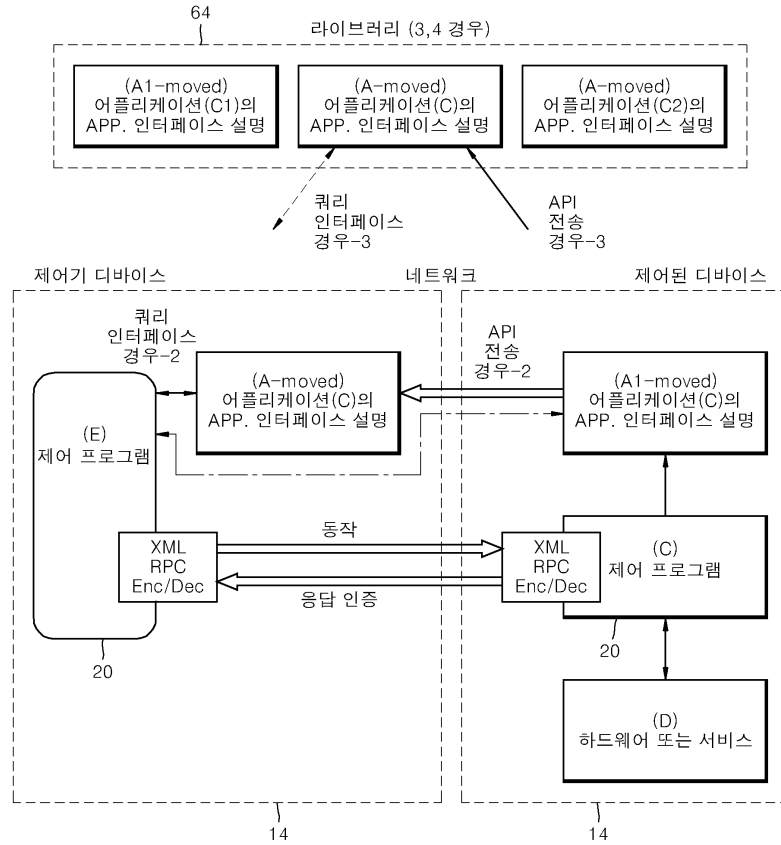 64
라이브러리 (3,4 경우)
(A1-moved)
어플리케이션(C1)의
APP. 인터페이스 설명
(A-moved)
어플리케이션(C)의
APP. 인터페이스 설명
(A-moved)
어플리케이션(C2)의
APP. 인터페이스 설명
쿼리
인터페이스
경우-3
API
전송
경우-3
제어기 디바이스
네트워크
제어된 디바이스
쿼리
인터페이스
경우-2
(A-moved)
어플리케이션(C)의
APP. 인터페이스 설명
API
전송
경우-2
(A1-moved)
어플리케이션(C)의
APP. 인터페이스 설명
(E)
제어 프로그램
XML
RPC
Enc/Dec
동작
응답 인증
XML
RPC
Enc/Dec
(C)
제어 프로그램
20
20
(D)
하드웨어 또는 서비스
14
14